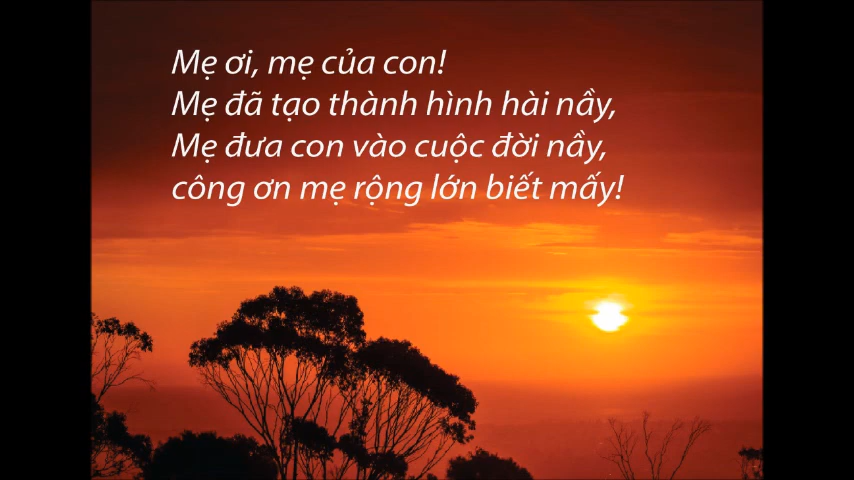 Mẹ ơi, mẹ của con!
Mẹ đã tạo thành hình hài nầy,
Mẹ đưa con vào cuộc đời nầy,
công ơn mẹ rộng lớn biết mấy!